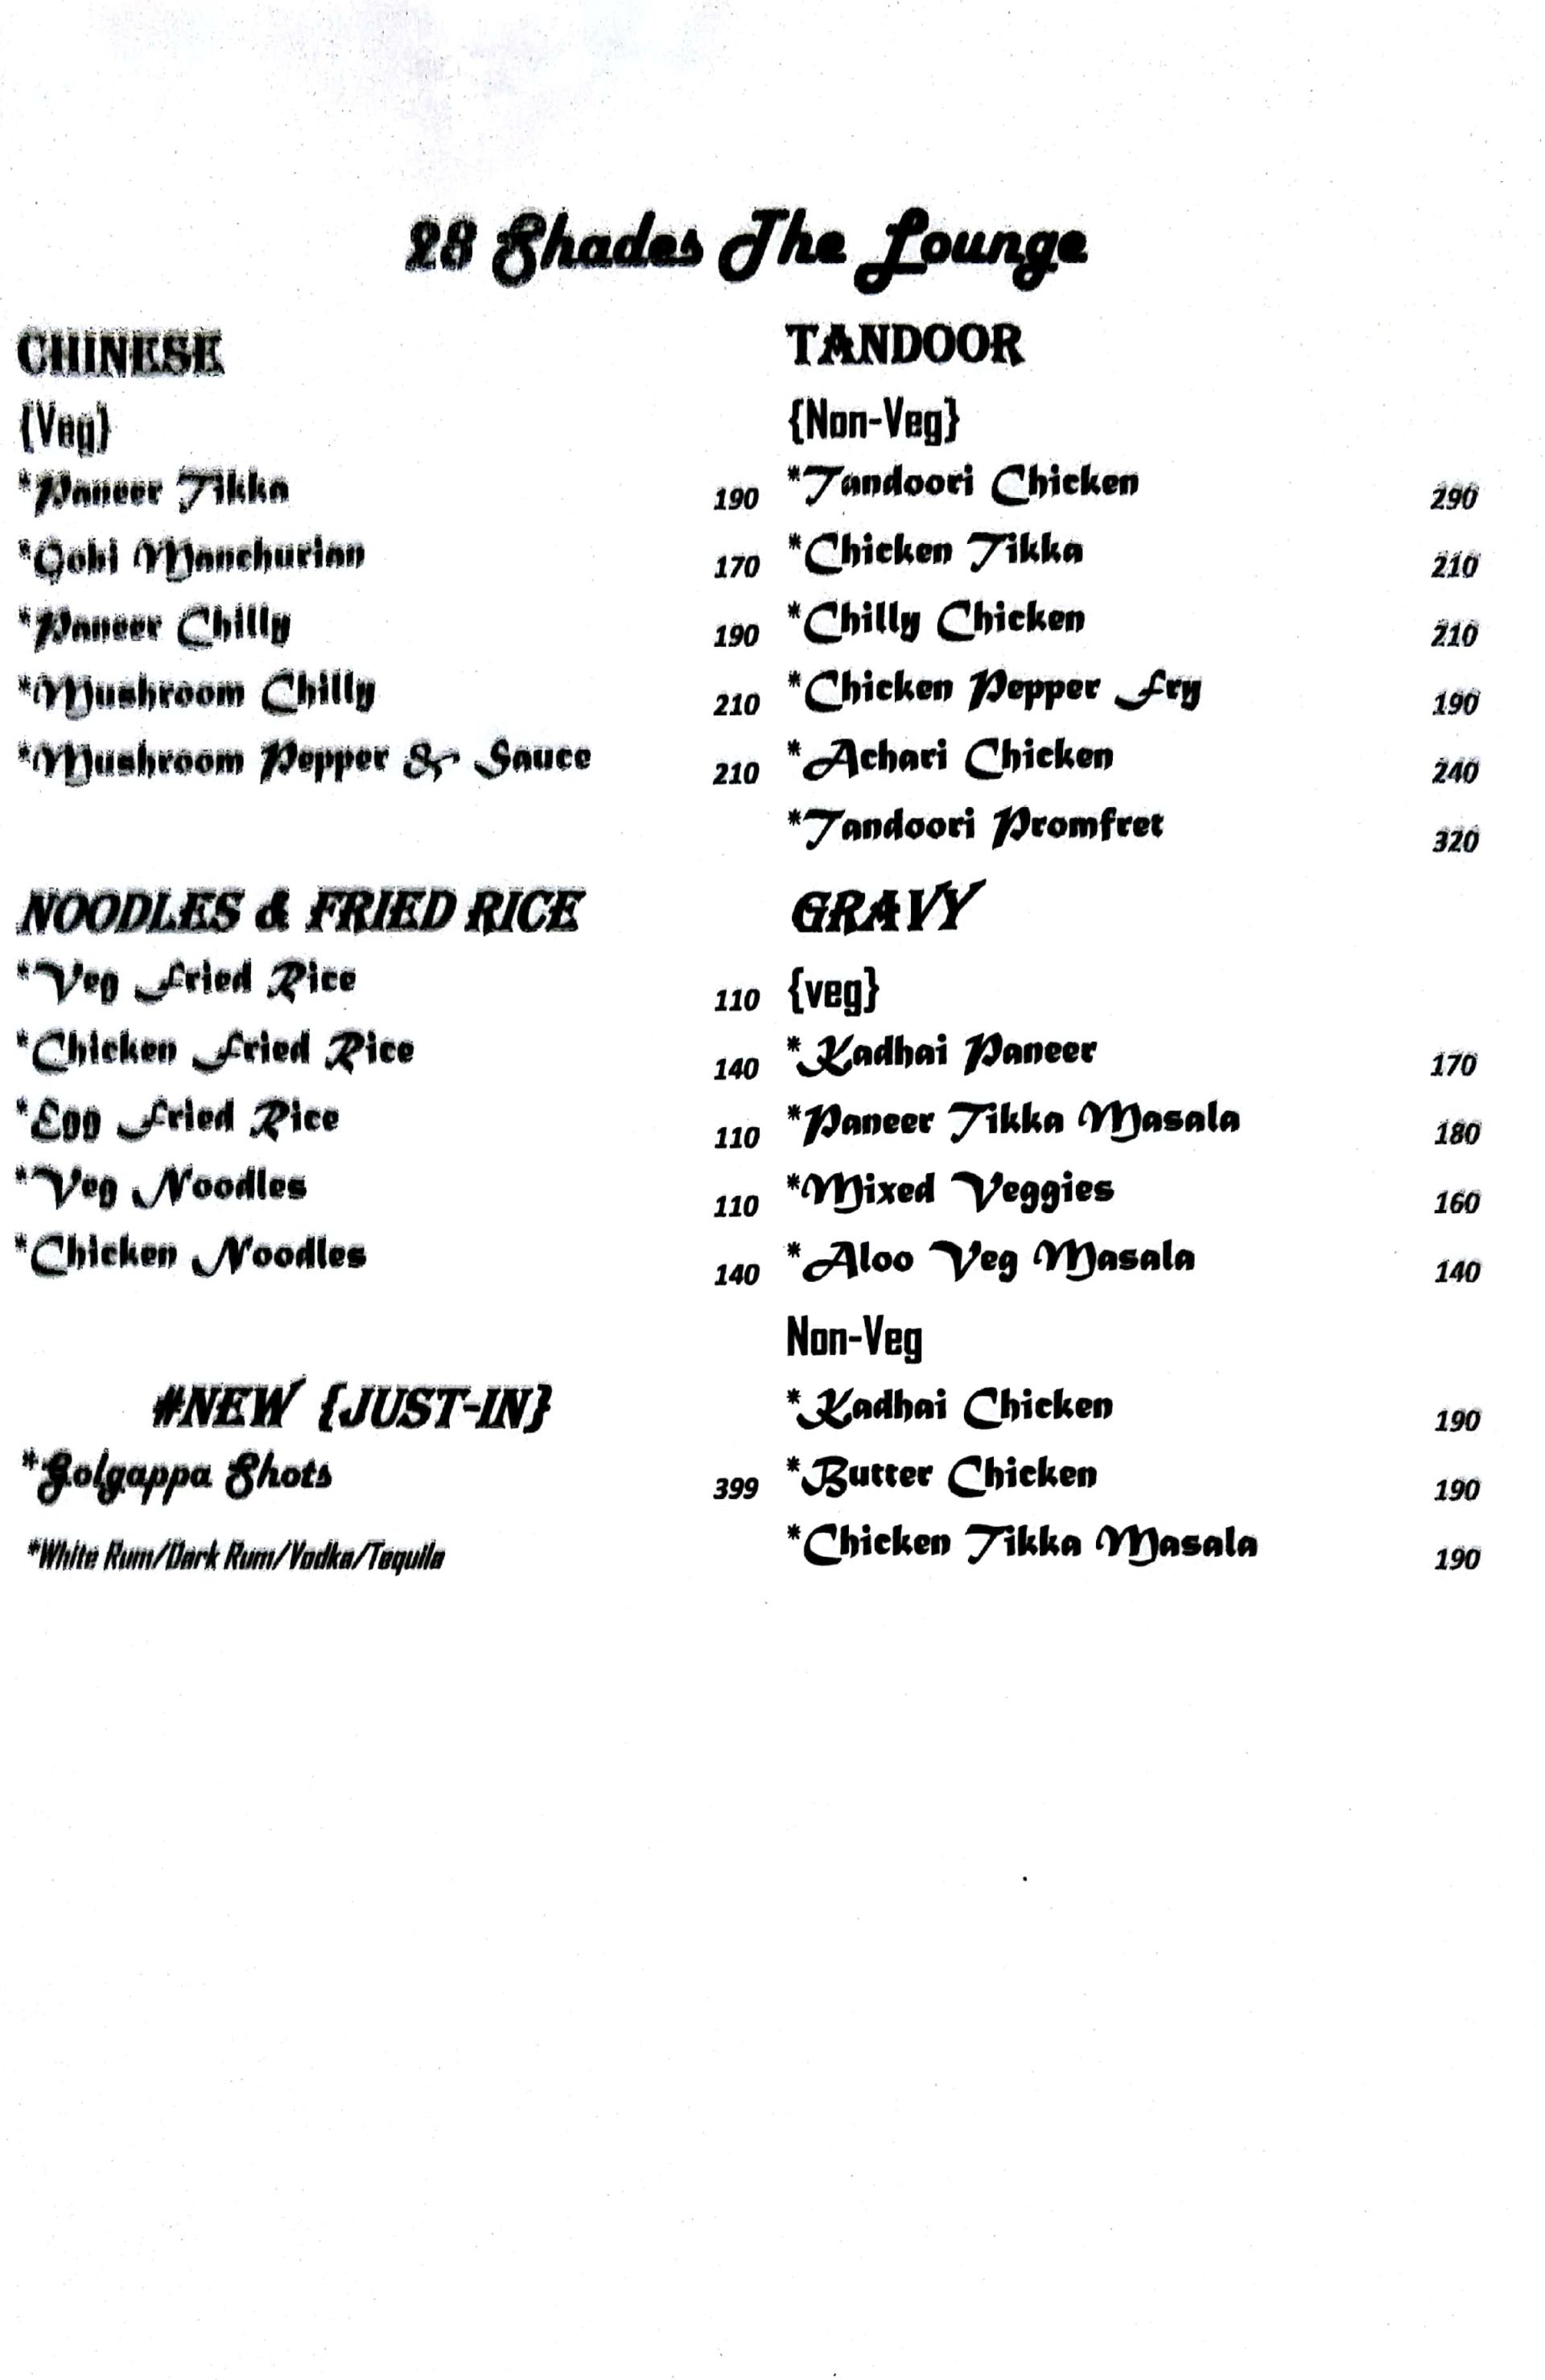 28 Shades The Lounge
CHINESE
{Veg}
*Paneer Tikka 190
*Gobi Manchurian 170
*Paneer Chilly 190
*Mushroom Chilly 210
*Mushroom Pepper & Sauce 210
NOODLES & FRIED RICE
*Veg Fried Rice 110
*Chicken Fried Rice 140
*Egg Fried Rice 110
*Veg Noodles 110
*Chicken Noodles 140
#NEW {JUST-IN}
*Golgappa Shots 399
*White Rum/Dark Rum/Vodka/Tequila
TANDOOR
{Non-Veg}
*Tandoori Chicken 290
*Chicken Tikka 210
*Chilly Chicken 210
*Chicken Pepper Fry 190
*Achari Chicken 240
*Tandoori Promfret 320
GRAVY
{veg}
*Kadhai Paneer 170
*Paneer Tikka Masala 180
*Mixed Veggies 160
*Aloo Veg Masala 140
Non-Veg
*Kadhai Chicken 190
*Butter Chicken 190
*Chicken Tikka Masala 190